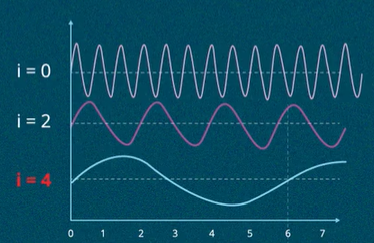 i = 0
i = 2
i = 4
0 1 2 3 4 5 6 7